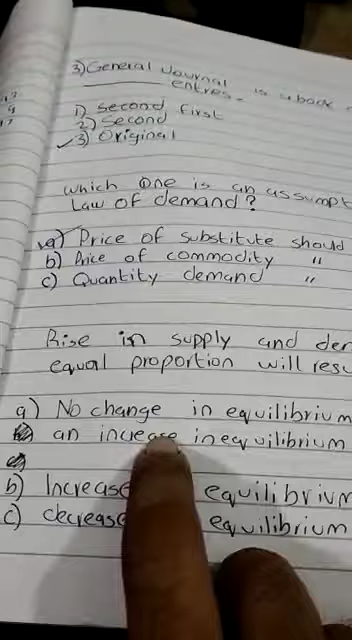 3) General Journal is a book
entres.
1) Second first
2) Second
3) Original
which one is an assumpt
Law of demand?
a) Price of substitute should
b) Price of commodity "
c) Quantity demand "
Rise in supply and der
equal proportion will resu
a) No change in equilibrium
an increase in equilibrium
b) Increase equilibrium
c) decrease equilibrium